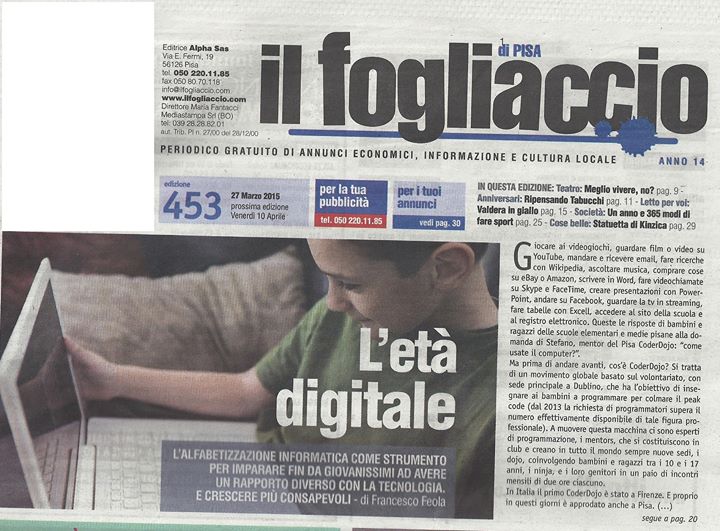 Editrice Alpha Sas
Via E. Fermi, 19
56126 Pisa
tel. 050 220.11.85
fax 050 80.70.118
info@ilfogliaccio.com
www.ilfogliaccio.com
Direttore Maria Fantacci
Mediastampa Srl (BO)
tel: 039 28.28.82.01
aut. Trib. PI n. 27/00 del 28/12/00
di PISA
il fogliaccio
PERIODICO GRATUITO DI ANNUNCI ECONOMICI, INFORMAZIONE E CULTURA LOCALE
ANNO 14
edizione
453
27 Marzo 2015
prossima edizione
Venerdì 10 Aprile
per la tua
pubblicità
tel. 050 220.11.85
per i tuoi
annunci
vedi pag. 30
IN QUESTA EDIZIONE: Teatro: Meglio vivere, no? pag. 9 -
Anniversari: Ripensando Tabucchi pag. 11 - Letto per voi:
Valdera in giallo pag. 15 - Società: Un anno e 365 modi di
fare sport pag. 25 - Cose belle: Statuetta di Kinzica pag. 29
L'età
digitale
L'ALFABETIZZAZIONE INFORMATICA COME STRUMENTO
PER IMPARARE FIN DA GIOVANISSIMI AD AVERE
UN RAPPORTO DIVERSO CON LA TECNOLOGIA.
E CRESCERE PIÙ CONSAPEVOLI - di Francesco Feola
Giocare ai videogiochi, guardare film o video su
YouTube, mandare e ricevere email, fare ricerche
con Wikipedia, ascoltare musica, comprare cose
su eBay o Amazon, scrivere in Word, fare videochiamate
su Skype e FaceTime, creare presentazioni con Power-
Point, andare su Facebook, guardare la tv in streaming,
fare tabelle con Excell, accedere al sito della scuola e
al registro elettronico. Queste le risposte di bambini e
ragazzi delle scuole elementari e medie pisane alla do-
manda di Stefano, mentor del Pisa CoderDojo: "come
usate il computer?".
Ma prima di andare avanti, cos'è CoderDojo? Si tratta
di un movimento globale basato sul volontariato, con
sede principale a Dublino, che ha l'obiettivo di inse-
gnare ai bambini a programmare per colmare il peak
code (dal 2013 la richiesta di programmatori supera il
numero effettivamente disponibile di tale figura pro-
fessionale). A muovere questa macchina ci sono esperti
di programmazione, i mentors, che si costituiscono in
club e creano in tutto il mondo sempre nuove sedi, i
dojo, coinvolgendo bambini e ragazzi tra i 10 e i 17
anni, i ninja, e i loro genitori in un paio di incontri
mensili di due ore ciascuno.
In Italia il primo CoderDojo è stato a Firenze. E proprio
in questi giorni è approdato anche a Pisa. (...)
segue a pag. 20